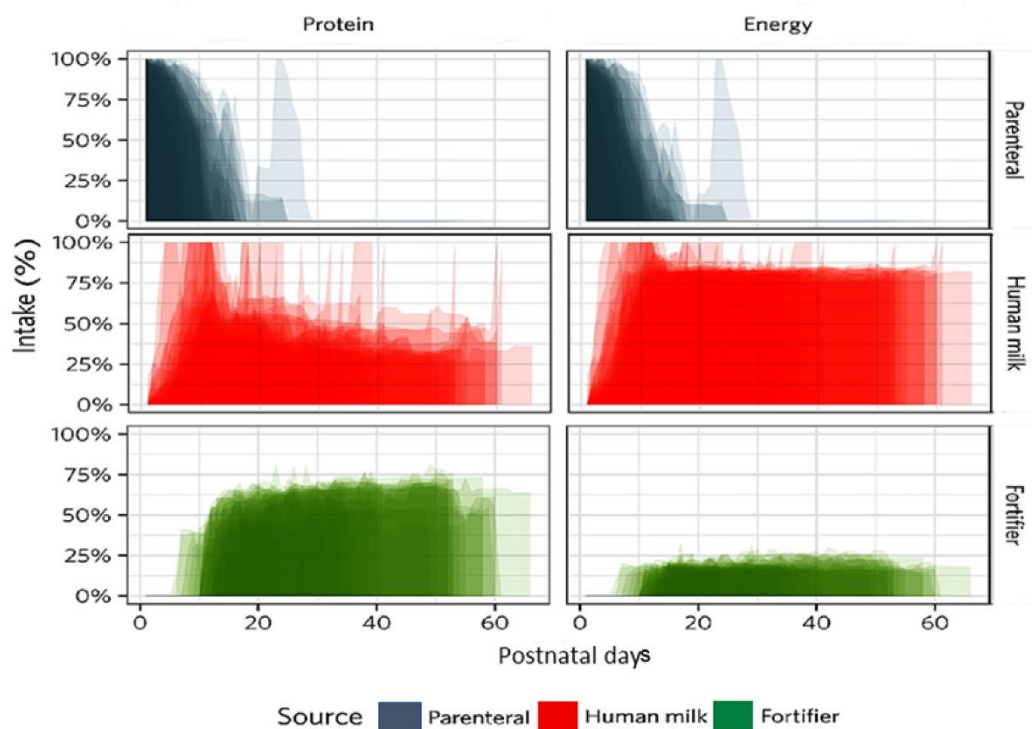 Protein Energy
100%
75%
50%
25%
0%
Parenteral
100%
75%
50%
25%
0%
Human milk
100%
75%
50%
25%
0%
Fortifier
Intake (%)
0 20 40 60 0 20 40 60
Postnatal days
Source Parenteral Human milk Fortifier